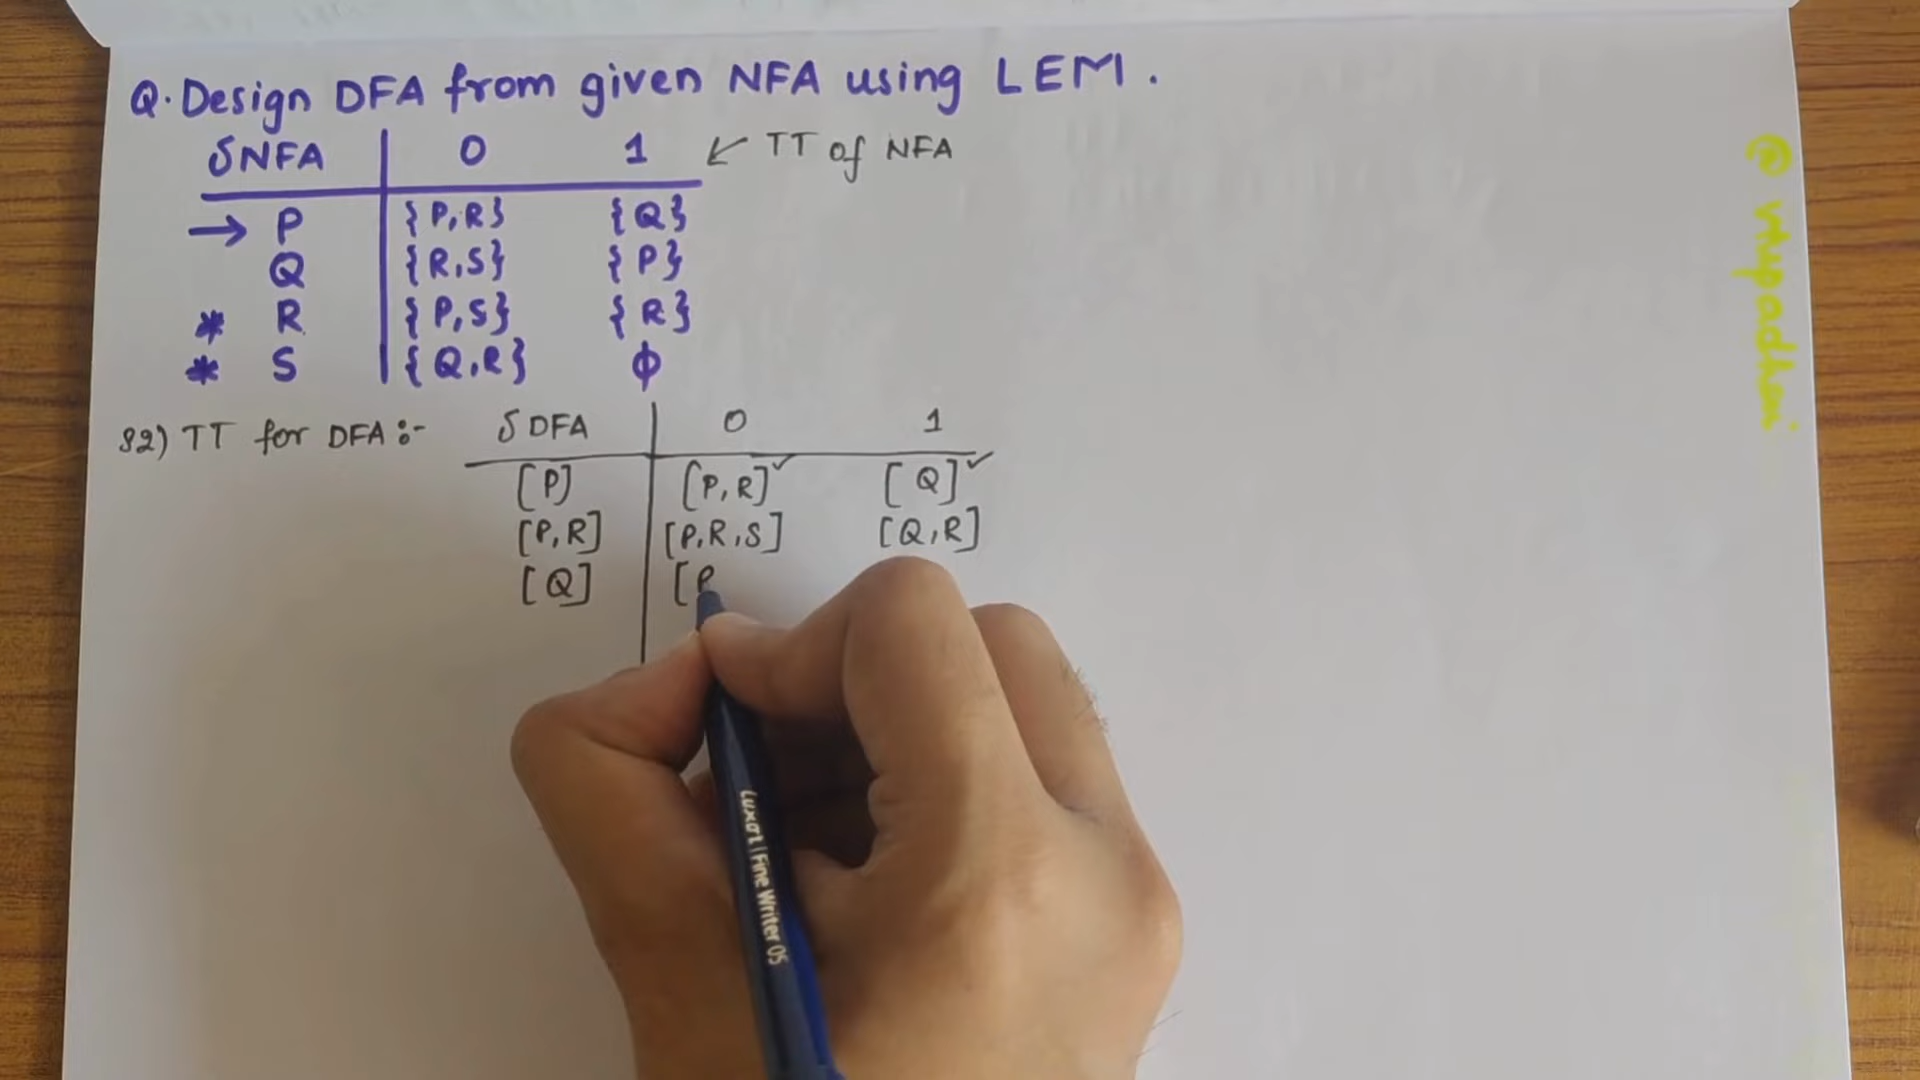 Q. Design DFA from given NFA using LEM.
δNFA 0 1 ↙ TT of NFA
→ P {P,R} {Q}
Q {R,S} {P}
* R {P,S} {R}
* S {Q,R} ϕ
S2) TT for DFA :- δDFA 0 1
[P] [P,R]✓ [Q]✓
[P,R] [P,R,S] [Q,R]
[Q] [R
@vtupadhai
Luxor | Fine Writer 05